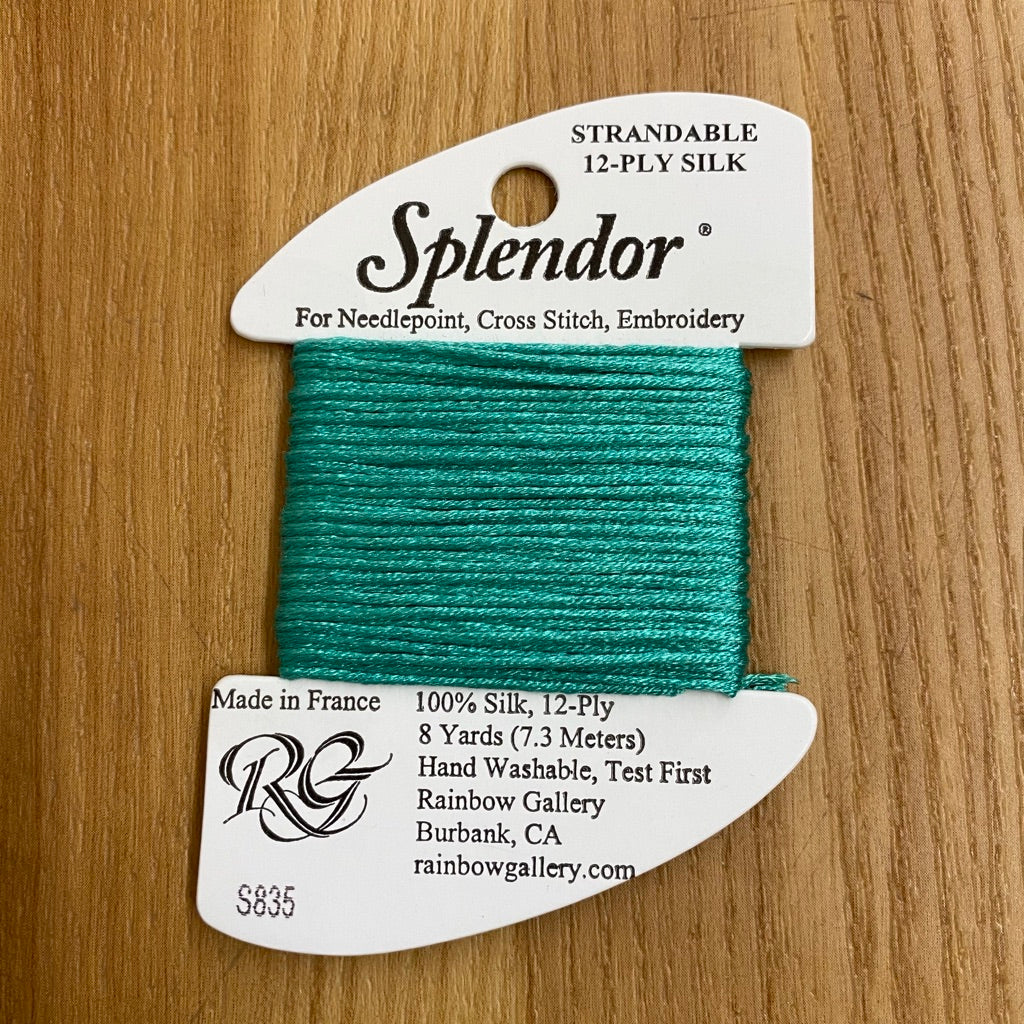 STRANDABLE
12-PLY SILK
Splendor ®
For Needlepoint, Cross Stitch, Embroidery
Made in France
RG
S835
100% Silk, 12-Ply
8 Yards (7.3 Meters)
Hand Washable, Test First
Rainbow Gallery
Burbank, CA
rainbowgallery.com